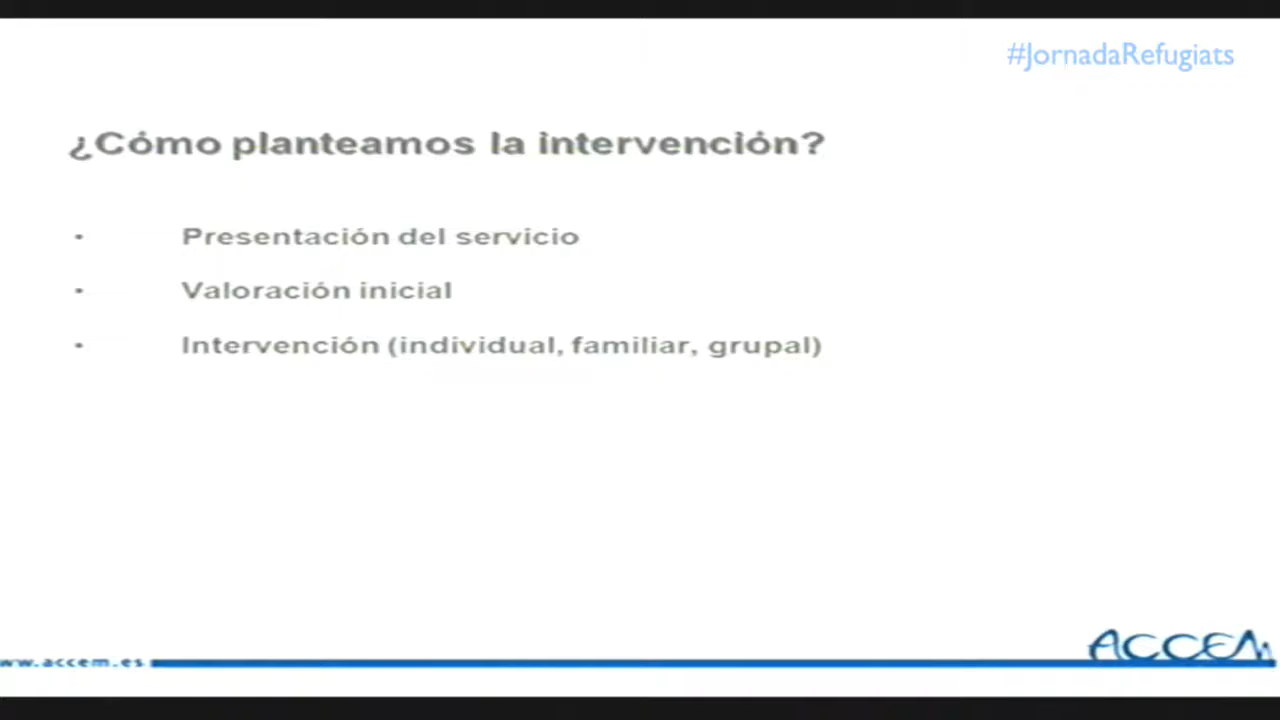 #JornadaRefugiats
¿Cómo planteamos la intervención?
• Presentación del servicio
• Valoración inicial
• Intervención (individual, familiar, grupal)
ACCEM
www.accem.es